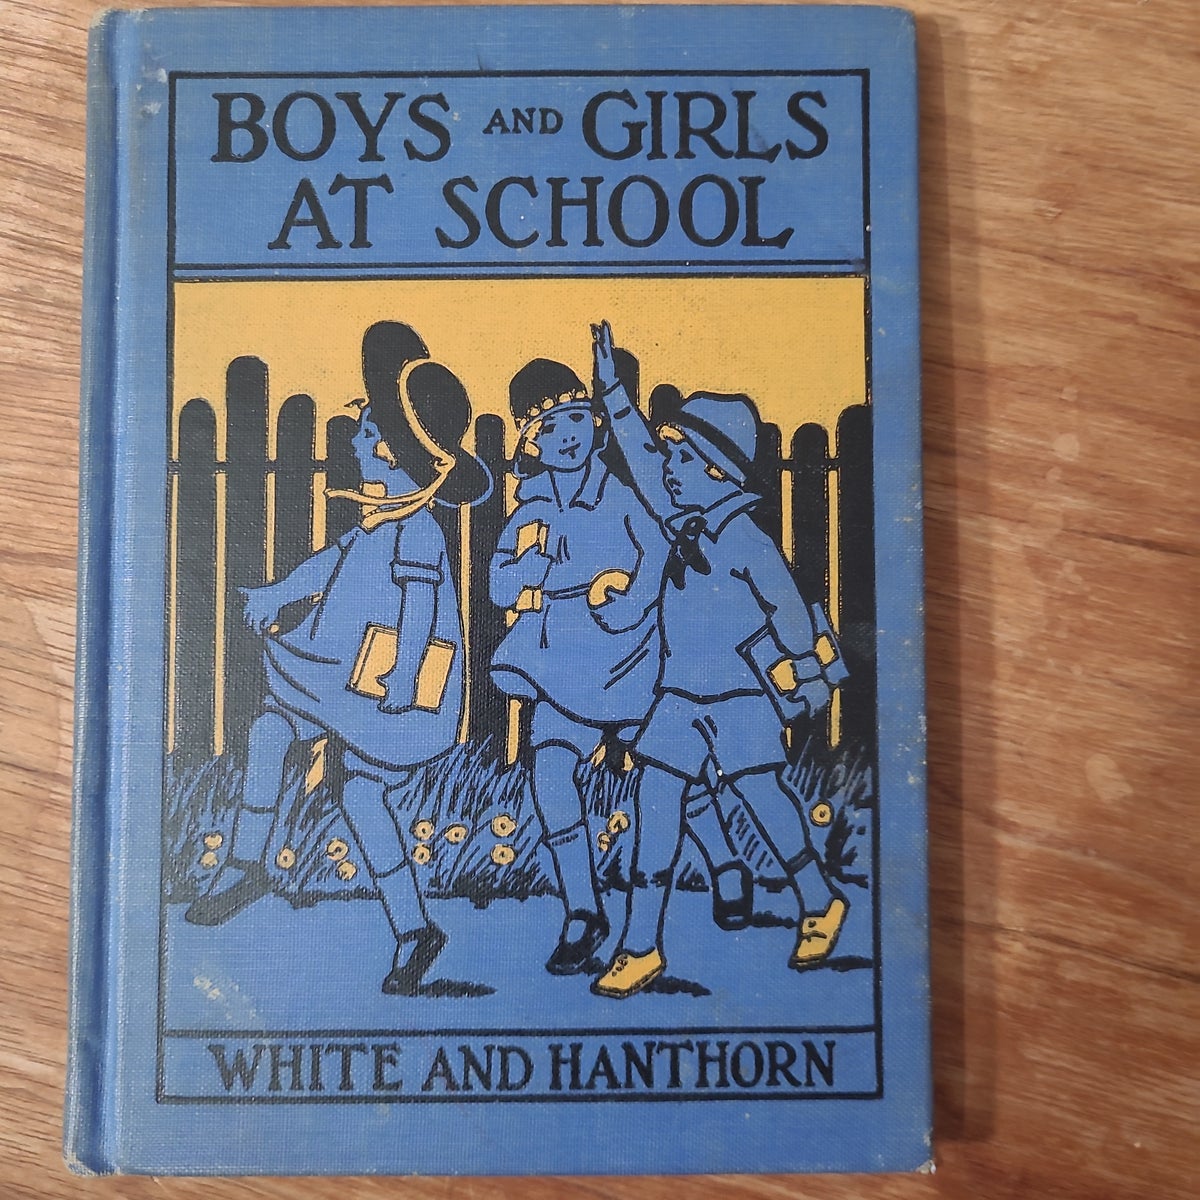 BOYS AND GIRLS
AT SCHOOL
WHITE AND HANTHORN